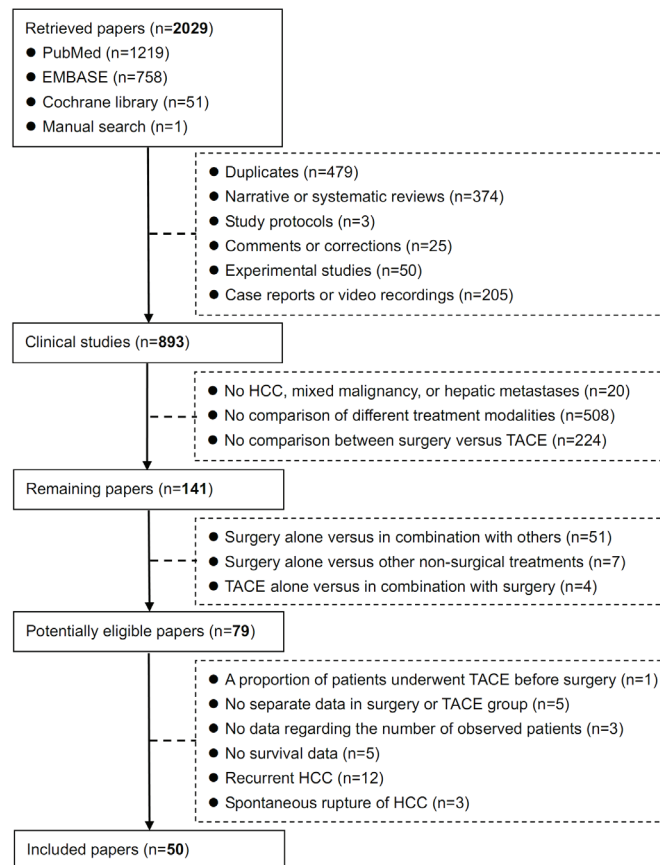 Retrieved papers (n=2029)
● PubMed (n=1219)
● EMBASE (n=758)
● Cochrane library (n=51)
● Manual search (n=1)
● Duplicates (n=479)
● Narrative or systematic reviews (n=374)
● Study protocols (n=3)
● Comments or corrections (n=25)
● Experimental studies (n=50)
● Case reports or video recordings (n=205)
Clinical studies (n=893)
● No HCC, mixed malignancy, or hepatic metastases (n=20)
● No comparison of different treatment modalities (n=508)
● No comparison between surgery versus TACE (n=224)
Remaining papers (n=141)
● Surgery alone versus in combination with others (n=51)
● Surgery alone versus other non-surgical treatments (n=7)
● TACE alone versus in combination with surgery (n=4)
Potentially eligible papers (n=79)
● A proportion of patients underwent TACE before surgery (n=1)
● No separate data in surgery or TACE group (n=5)
● No data regarding the number of observed patients (n=3)
● No survival data (n=5)
● Recurrent HCC (n=12)
● Spontaneous rupture of HCC (n=3)
Included papers (n=50)